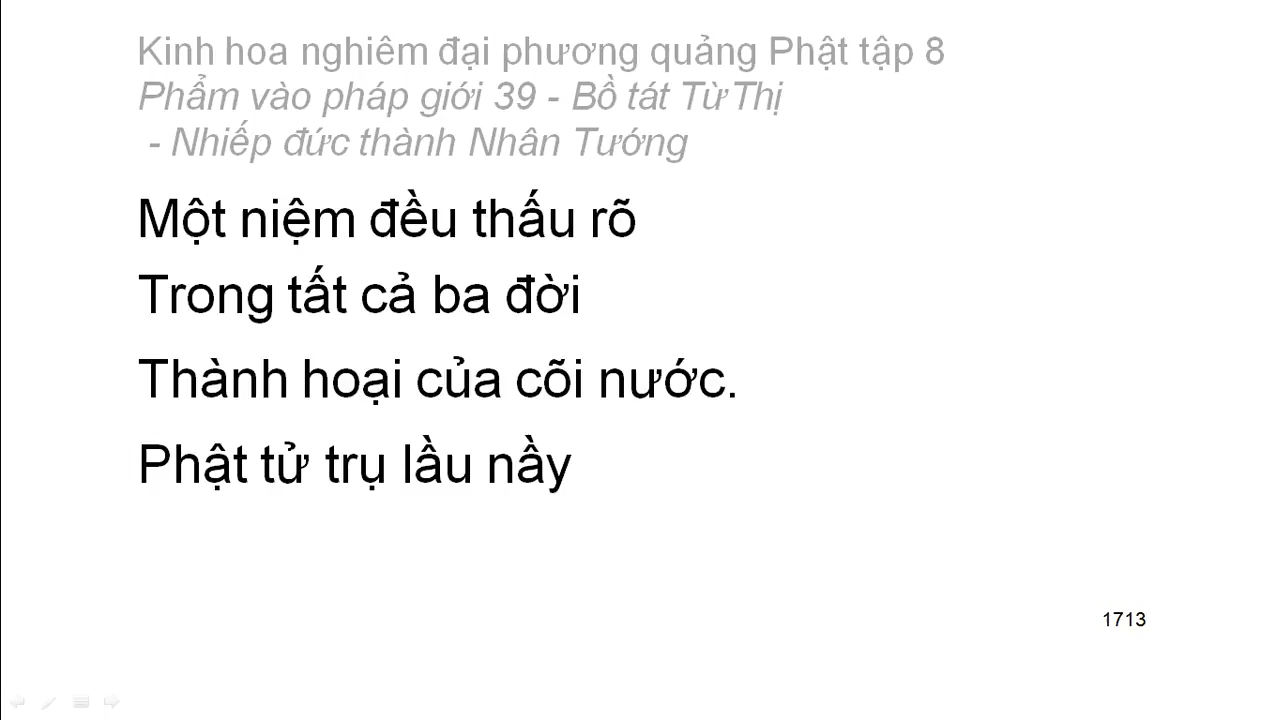 Kinh hoa nghiêm đại phương quảng Phật tập 8
Phẩm vào pháp giới 39 - Bồ tát Từ Thị
- Nhiếp đức thành Nhân Tướng
Một niệm đều thấu rõ
Trong tất cả ba đời
Thành hoại của cõi nước.
Phật tử trụ lầu nầy
1713